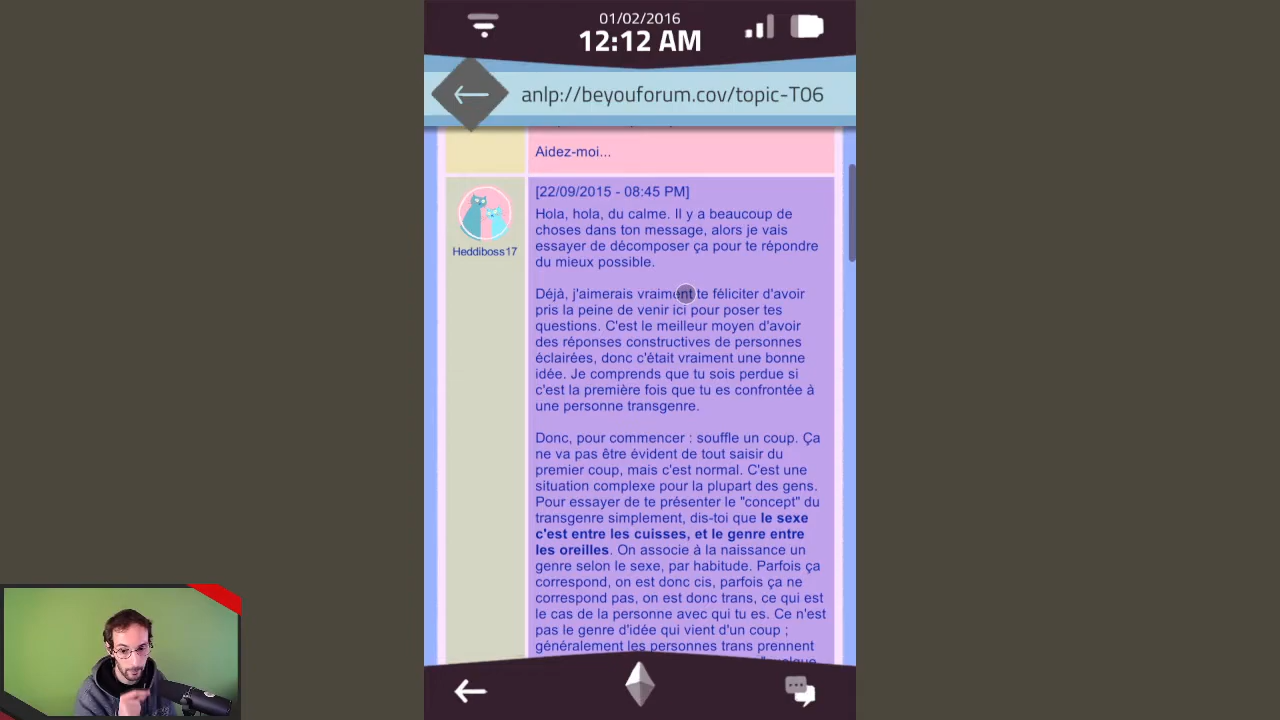 01/02/2016
12:12 AM
anlp://beyouforum.cov/topic-T06
Aidez-moi...
[22/09/2015 - 08:45 PM]
Heddiboss17
Hola, hola, du calme. Il y a beaucoup de
choses dans ton message, alors je vais
essayer de décomposer ça pour te répondre
du mieux possible.
Déjà, j'aimerais vraiment te féliciter d'avoir
pris la peine de venir ici pour poser tes
questions. C'est le meilleur moyen d'avoir
des réponses constructives de personnes
éclairées, donc c'était vraiment une bonne
idée. Je comprends que tu sois perdue si
c'est la première fois que tu es confrontée à
une personne transgenre.
Donc, pour commencer : souffle un coup. Ça
ne va pas être évident de tout saisir du
premier coup, mais c'est normal. C'est une
situation complexe pour la plupart des gens.
Pour essayer de te présenter le "concept" du
transgenre simplement, dis-toi que le sexe
c'est entre les cuisses, et le genre entre
les oreilles. On associe à la naissance un
genre selon le sexe, par habitude. Parfois ça
correspond, on est donc cis, parfois ça ne
correspond pas, on est donc trans, ce qui est
le cas de la personne avec qui tu es. Ce n'est
pas le genre d'idée qui vient d'un coup ;
généralement les personnes trans prennent